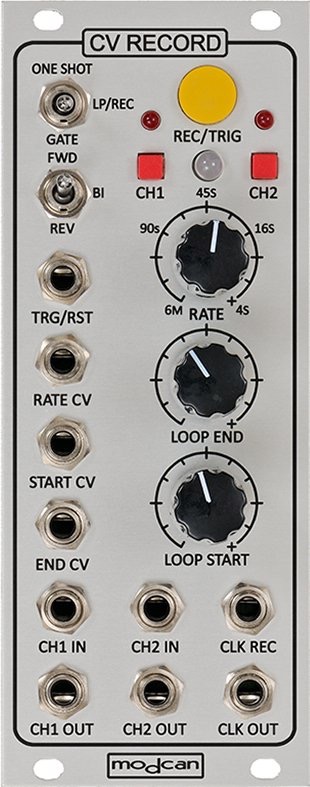 CV RECORD
ONE SHOT
LP/REC
GATE
REC/TRIG
FWD
BI
REV
CH1
45S
CH2
90s
16S
6M
RATE
+
4S
TRG/RST
RATE CV
LOOP END
-
+
START CV
LOOP START
-
+
END CV
CH1 IN
CH2 IN
CLK REC
CH1 OUT
CH2 OUT
CLK OUT
modcan